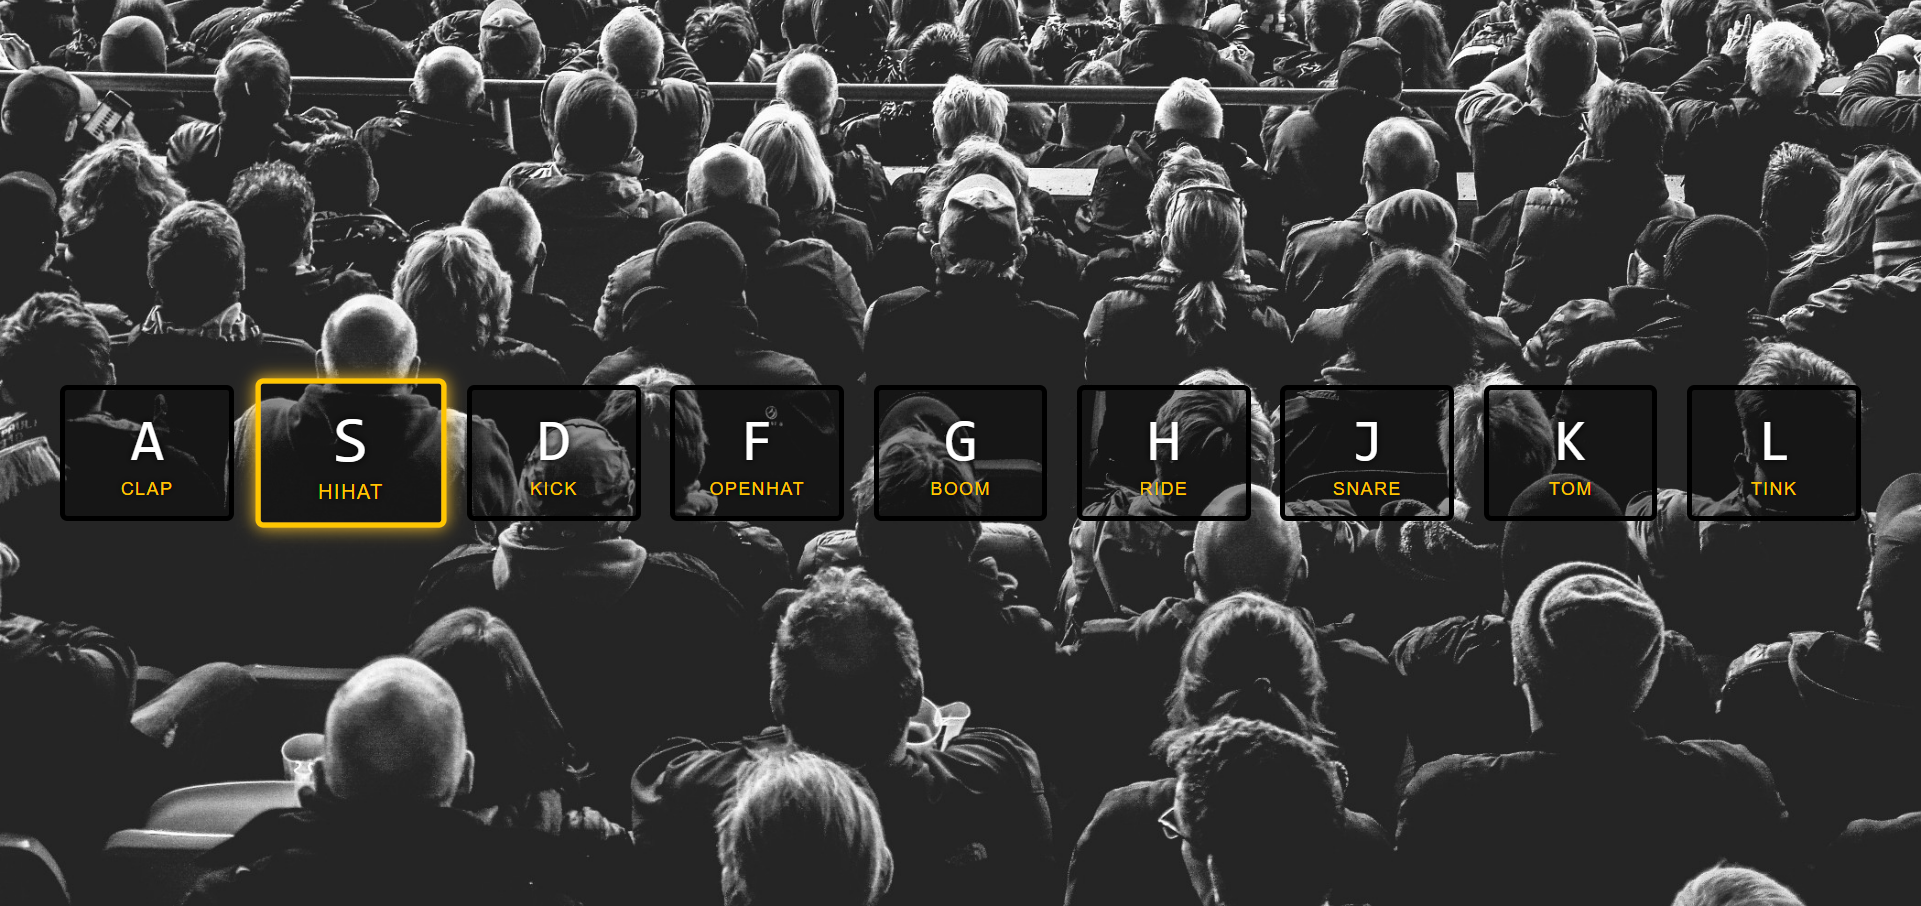 A S D F G H J K L
CLAP HIHAT KICK OPENHAT BOOM RIDE SNARE TOM TINK